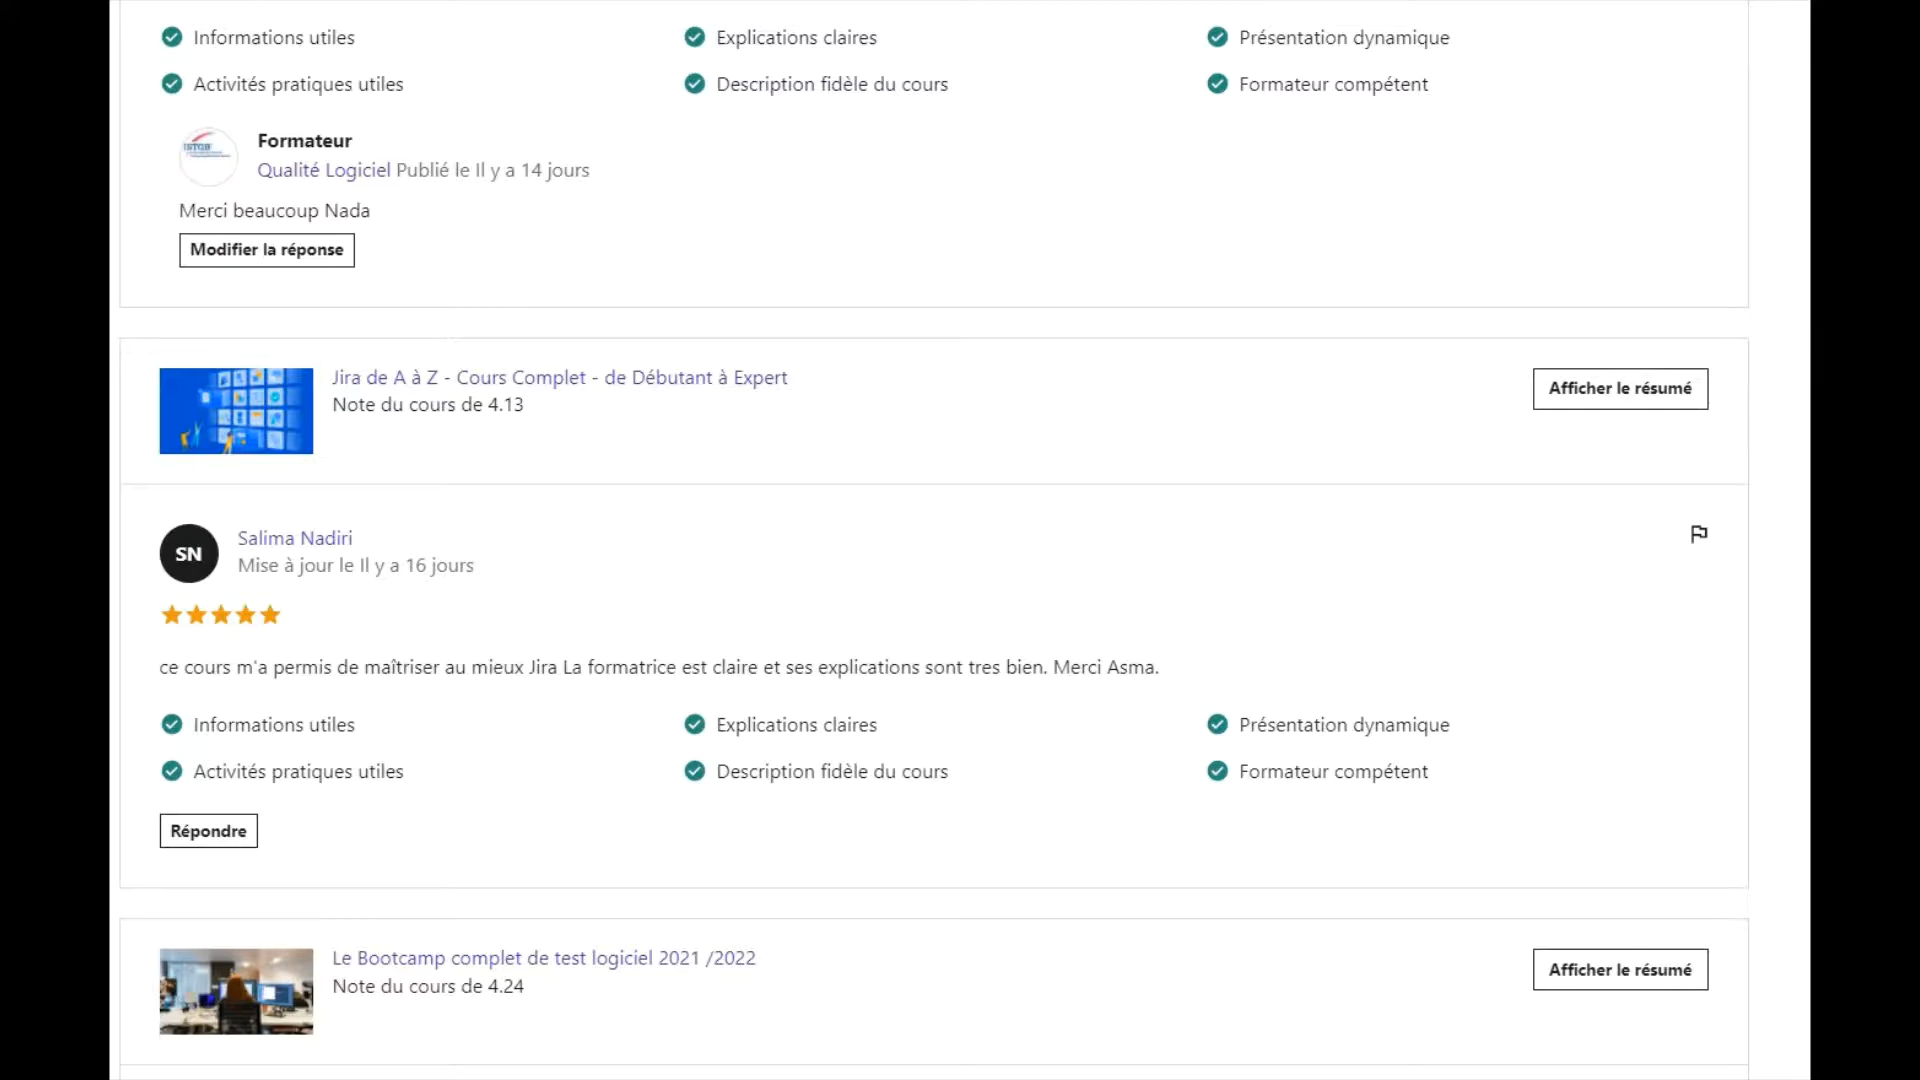 Informations utiles
Explications claires
Présentation dynamique
Activités pratiques utiles
Description fidèle du cours
Formateur compétent
ISTQB
Formateur
Qualité Logiciel Publié le Il y a 14 jours
Merci beaucoup Nada
Modifier la réponse
Jira de A à Z - Cours Complet - de Débutant à Expert
Note du cours de 4.13
Afficher le résumé
SN
Salima Nadiri
Mise à jour le Il y a 16 jours
ce cours m'a permis de maîtriser au mieux Jira La formatrice est claire et ses explications sont tres bien. Merci Asma.
Informations utiles
Explications claires
Présentation dynamique
Activités pratiques utiles
Description fidèle du cours
Formateur compétent
Répondre
Le Bootcamp complet de test logiciel 2021 /2022
Note du cours de 4.24
Afficher le résumé